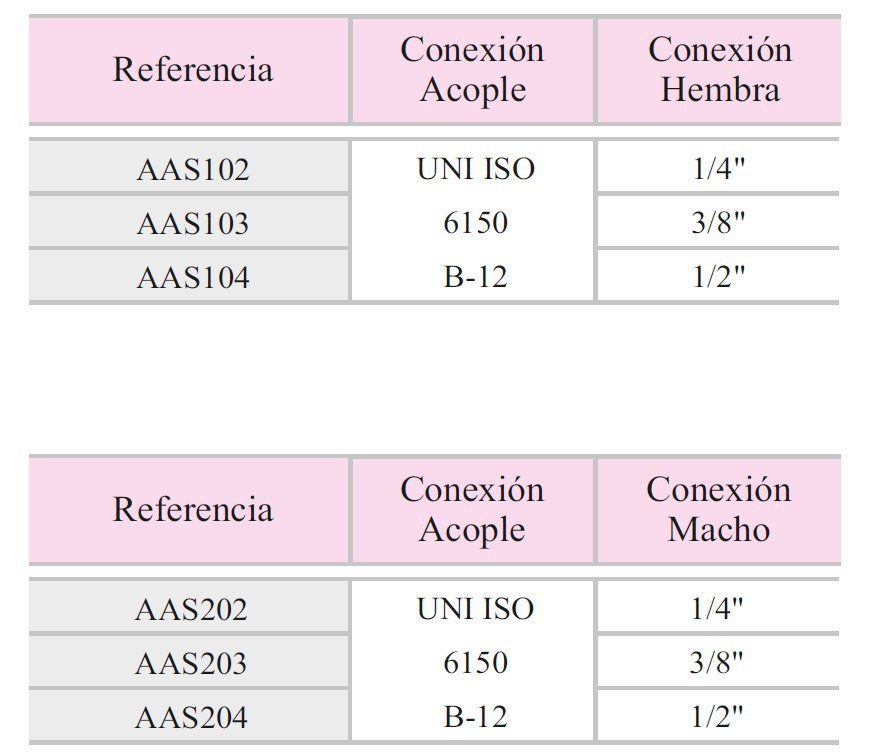 Referencia Conexión Acople Conexión Hembra
AAS102 UNI ISO 1/4"
AAS103 6150 3/8"
AAS104 B-12 1/2"
Referencia Conexión Acople Conexión Macho
AAS202 UNI ISO 1/4"
AAS203 6150 3/8"
AAS204 B-12 1/2"